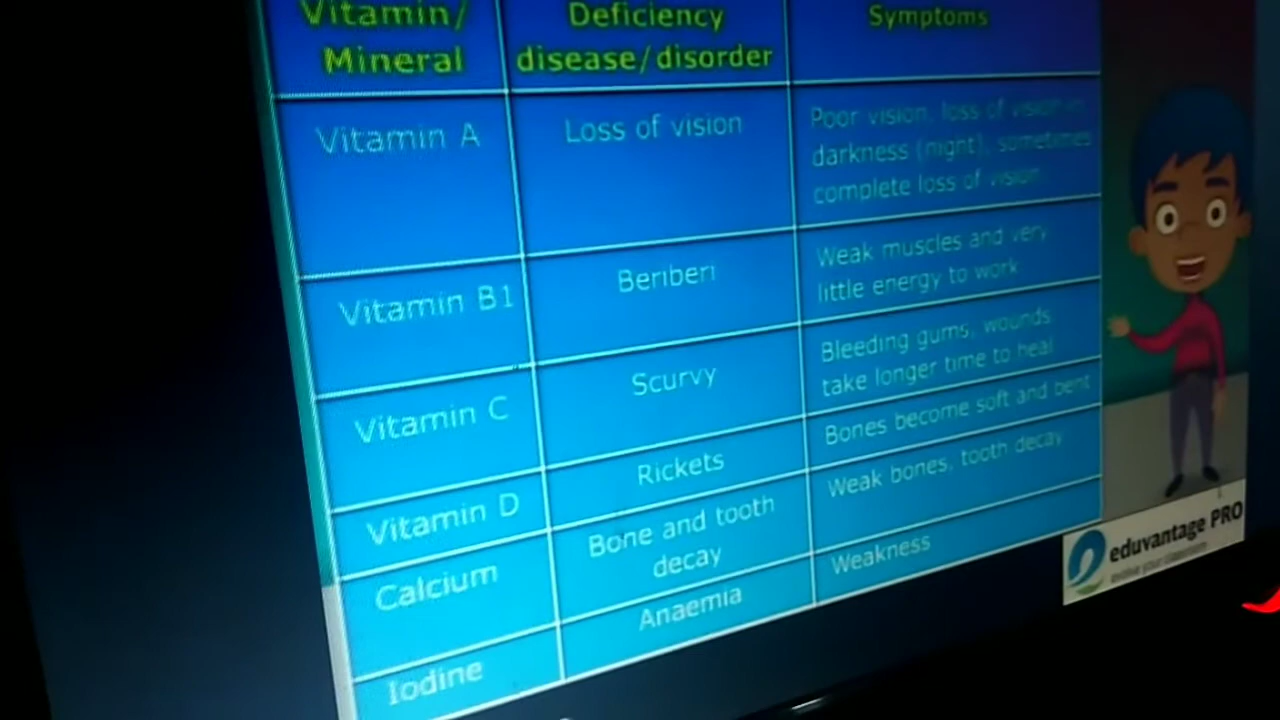 Vitamin/
Mineral
Deficiency
disease/disorder
Symptoms
Vitamin A
Loss of vision
Poor vision, loss of vision in
darkness (night), sometimes
complete loss of vision
Vitamin B1
Beriberi
Weak muscles and very
little energy to work
Vitamin C
Scurvy
Bleeding gums, wounds
take longer time to heal
Vitamin D
Rickets
Bones become soft and bent
Calcium
Bone and tooth
decay
Weak bones, tooth decay
Iodine
Anaemia
Weakness
eduvantage PRO
your classroom